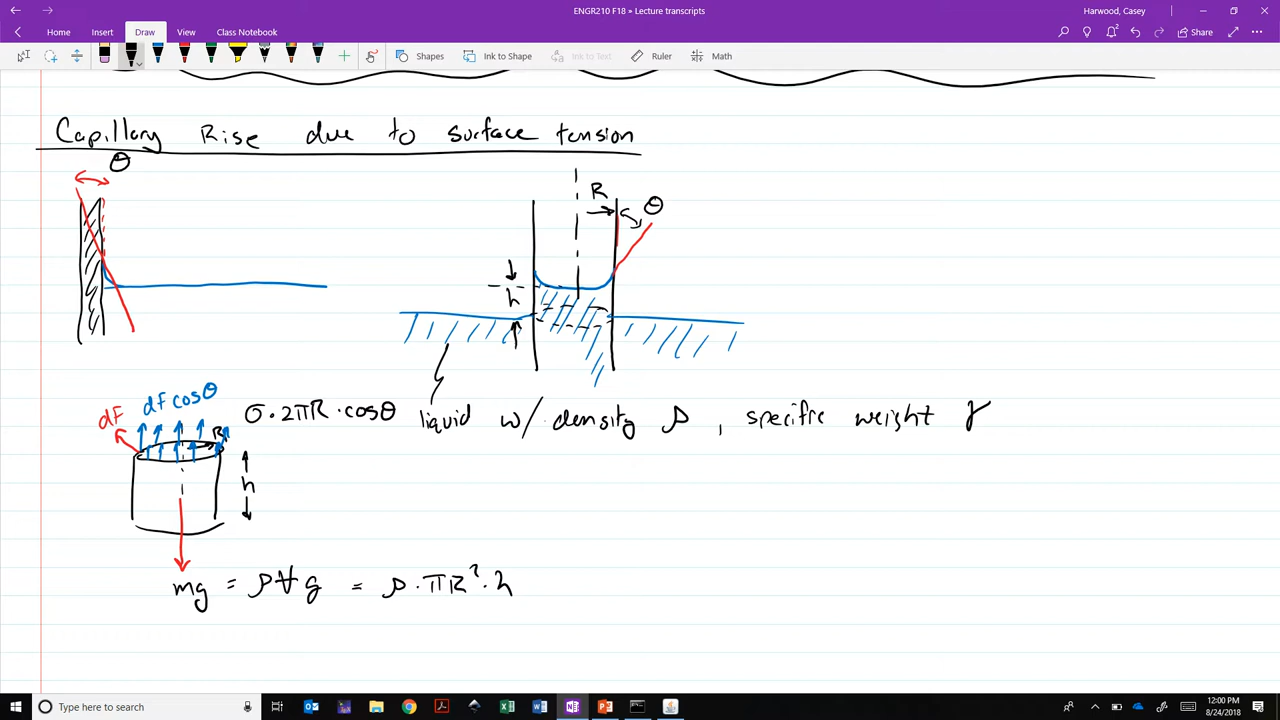 ENGR210 F18 » Lecture transcripts
Harwood, Casey
Home Insert Draw View Class Notebook
Share
Shapes Ink to Shape Ink to Text Ruler Math
Capillary Rise due to surface tension
θ
R
θ
h
dF
dF cosθ
R
h
σ·2πR·cosθ
liquid w/ density ρ, specific weight γ
mg = ρ∀g = ρ·πR²·h
Type here to search
12:00 PM
8/24/2018